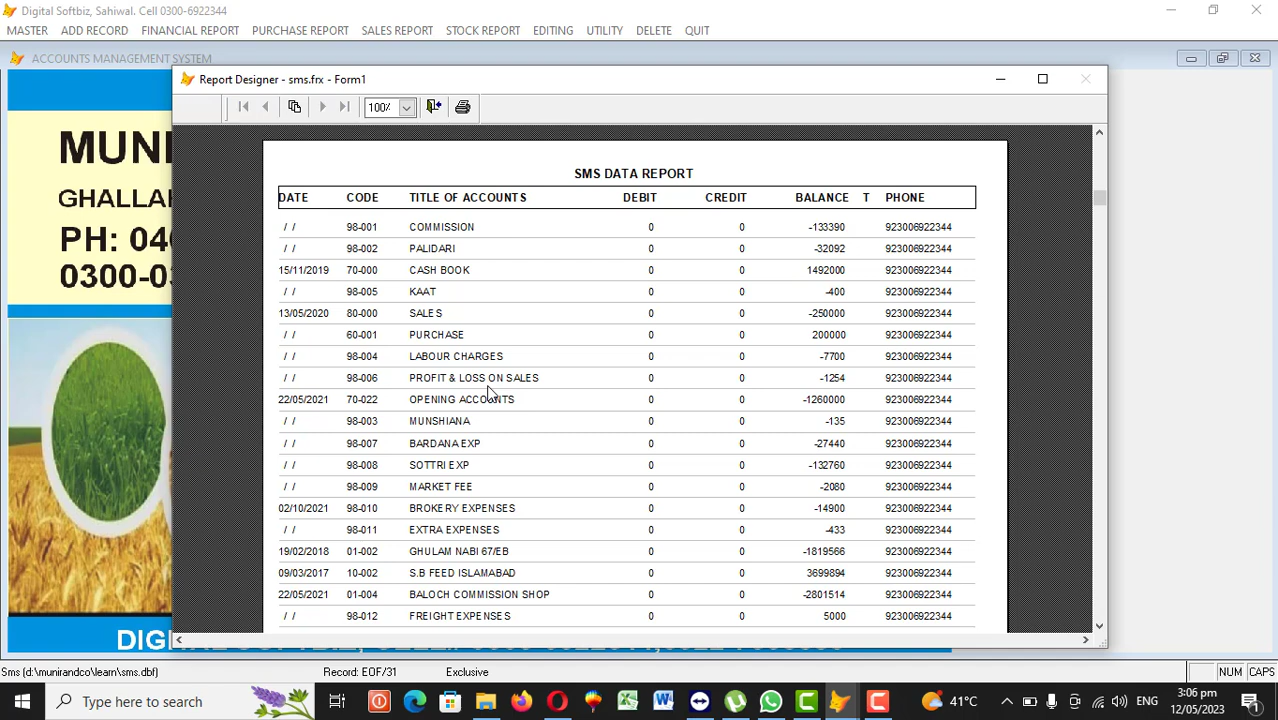 Digital Softbiz, Sahiwal. Cell 0300-6922344
MASTER ADD RECORD FINANCIAL REPORT PURCHASE REPORT SALES REPORT STOCK REPORT EDITING UTILITY DELETE QUIT
ACCOUNTS MANAGEMENT SYSTEM
Report Designer - sms.frx - Form1
100%
MUN
GHALLA
PH: 04
0300-0
SMS DATA REPORT
DATE CODE TITLE OF ACCOUNTS DEBIT CREDIT BALANCE T PHONE
/ / 98-001 COMMISSION 0 0 -133390 923006922344
/ / 98-002 PALIDARI 0 0 -32092 923006922344
15/11/2019 70-000 CASH BOOK 0 0 1492000 923006922344
/ / 98-005 KAAT 0 0 -400 923006922344
13/05/2020 80-000 SALES 0 0 -250000 923006922344
/ / 60-001 PURCHASE 0 0 200000 923006922344
/ / 98-004 LABOUR CHARGES 0 0 -7700 923006922344
/ / 98-006 PROFIT & LOSS ON SALES 0 0 -1254 923006922344
22/05/2021 70-022 OPENING ACCOUNTS 0 0 -1260000 923006922344
/ / 98-003 MUNSHIANA 0 0 -135 923006922344
/ / 98-007 BARDANA EXP 0 0 -27440 923006922344
/ / 98-008 SOTTRI EXP 0 0 -132760 923006922344
/ / 98-009 MARKET FEE 0 0 -2080 923006922344
02/10/2021 98-010 BROKERY EXPENSES 0 0 -14900 923006922344
/ / 98-011 EXTRA EXPENSES 0 0 -433 923006922344
19/02/2018 01-002 GHULAM NABI 67/EB 0 0 -1819566 923006922344
09/03/2017 10-002 S.B FEED ISLAMABAD 0 0 3699894 923006922344
22/05/2021 01-004 BALOCH COMMISSION SHOP 0 0 -2801514 923006922344
/ / 98-012 FREIGHT EXPENSES 0 0 5000 923006922344
Sms (d:\munirandco\learn\sms.dbf) Record: EOF/31 Exclusive NUM CAPS
Type here to search 41°C ENG 3:06 pm
12/05/2023